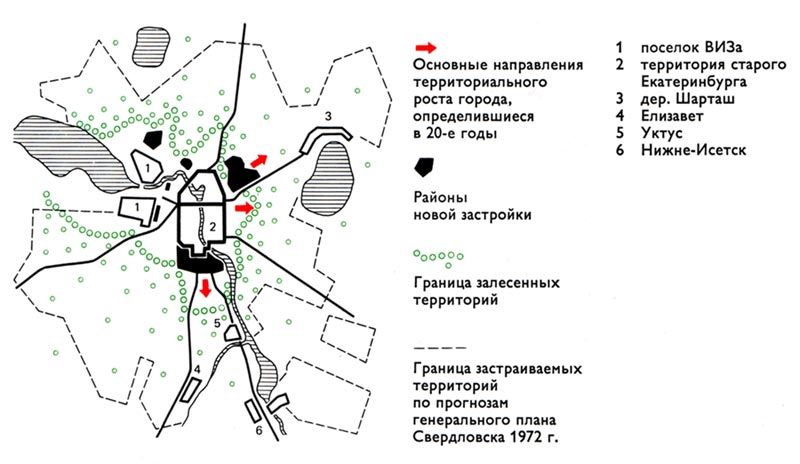 3
1
1
2
5
4
6
Основные направления
территориального
роста города,
определившиеся
в 20-е годы
Районы
новой застройки
Граница залесенных
территорий
Граница застраиваемых
территорий
по прогнозам
генерального плана
Свердловска 1972 г.
1 поселок ВИЗа
2 территория старого
Екатеринбурга
3 дер. Шарташ
4 Елизавет
5 Уктус
6 Нижне-Исетск